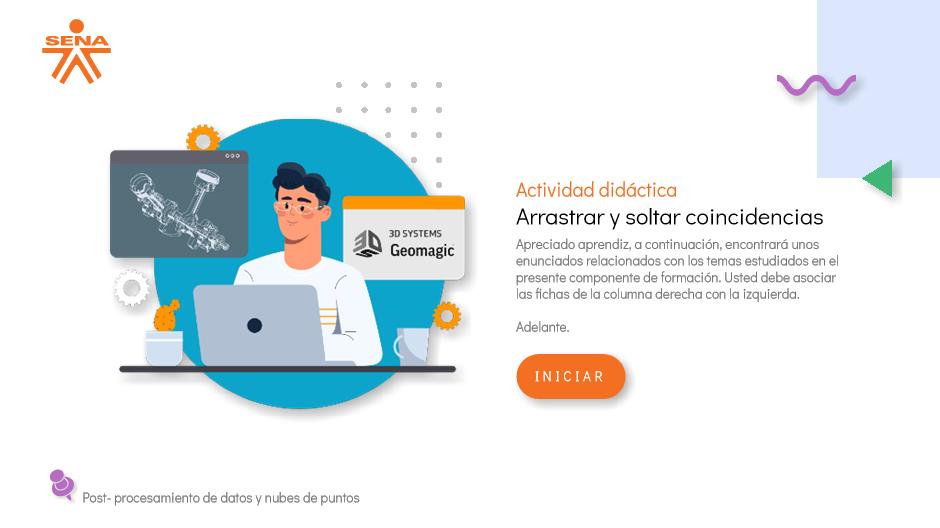 SENA
3D SYSTEMS
Geomagic
Actividad didáctica
Arrastrar y soltar coincidencias
Apreciado aprendiz, a continuación, encontrará unos
enunciados relacionados con los temas estudiados en el
presente componente de formación. Usted debe asociar
las fichas de la columna derecha con la izquierda.
Adelante.
INICIAR
Post- procesamiento de datos y nubes de puntos